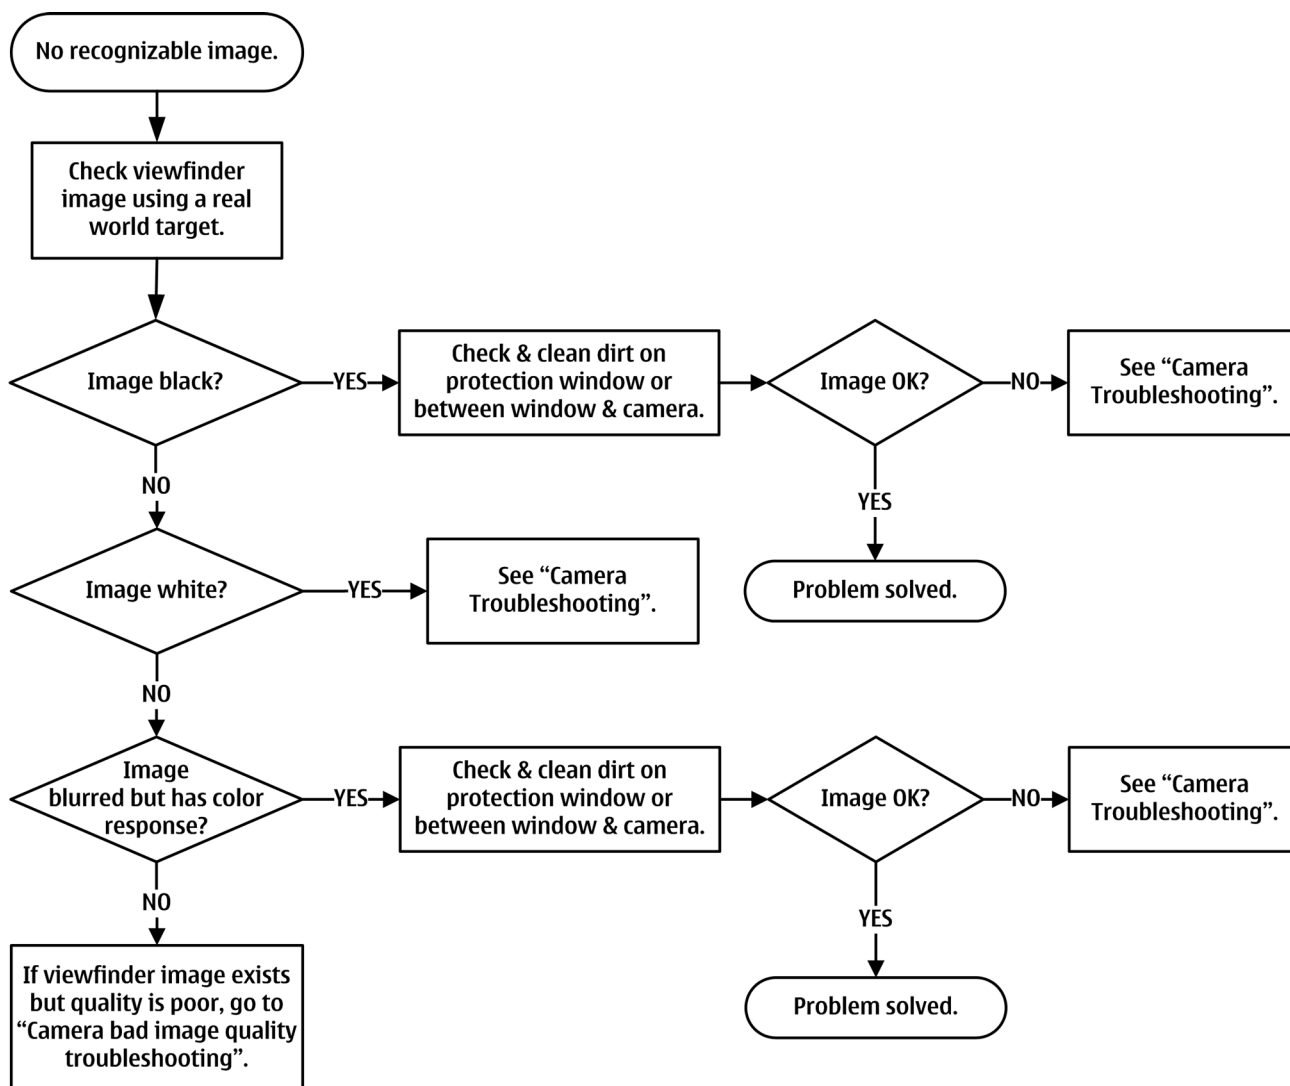 No recognizable image.
Check viewfinder
image using a real
world target.
Image black?
YES
Check & clean dirt on
protection window or
between window & camera.
Image OK?
NO
See “Camera
Troubleshooting”.
NO
YES
Image white?
YES
See “Camera
Troubleshooting”.
Problem solved.
NO
Image
blurred but has color
response?
YES
Check & clean dirt on
protection window or
between window & camera.
Image OK?
NO
See “Camera
Troubleshooting”.
NO
YES
If viewfinder image exists
but quality is poor, go to
“Camera bad image quality
troubleshooting”.
Problem solved.